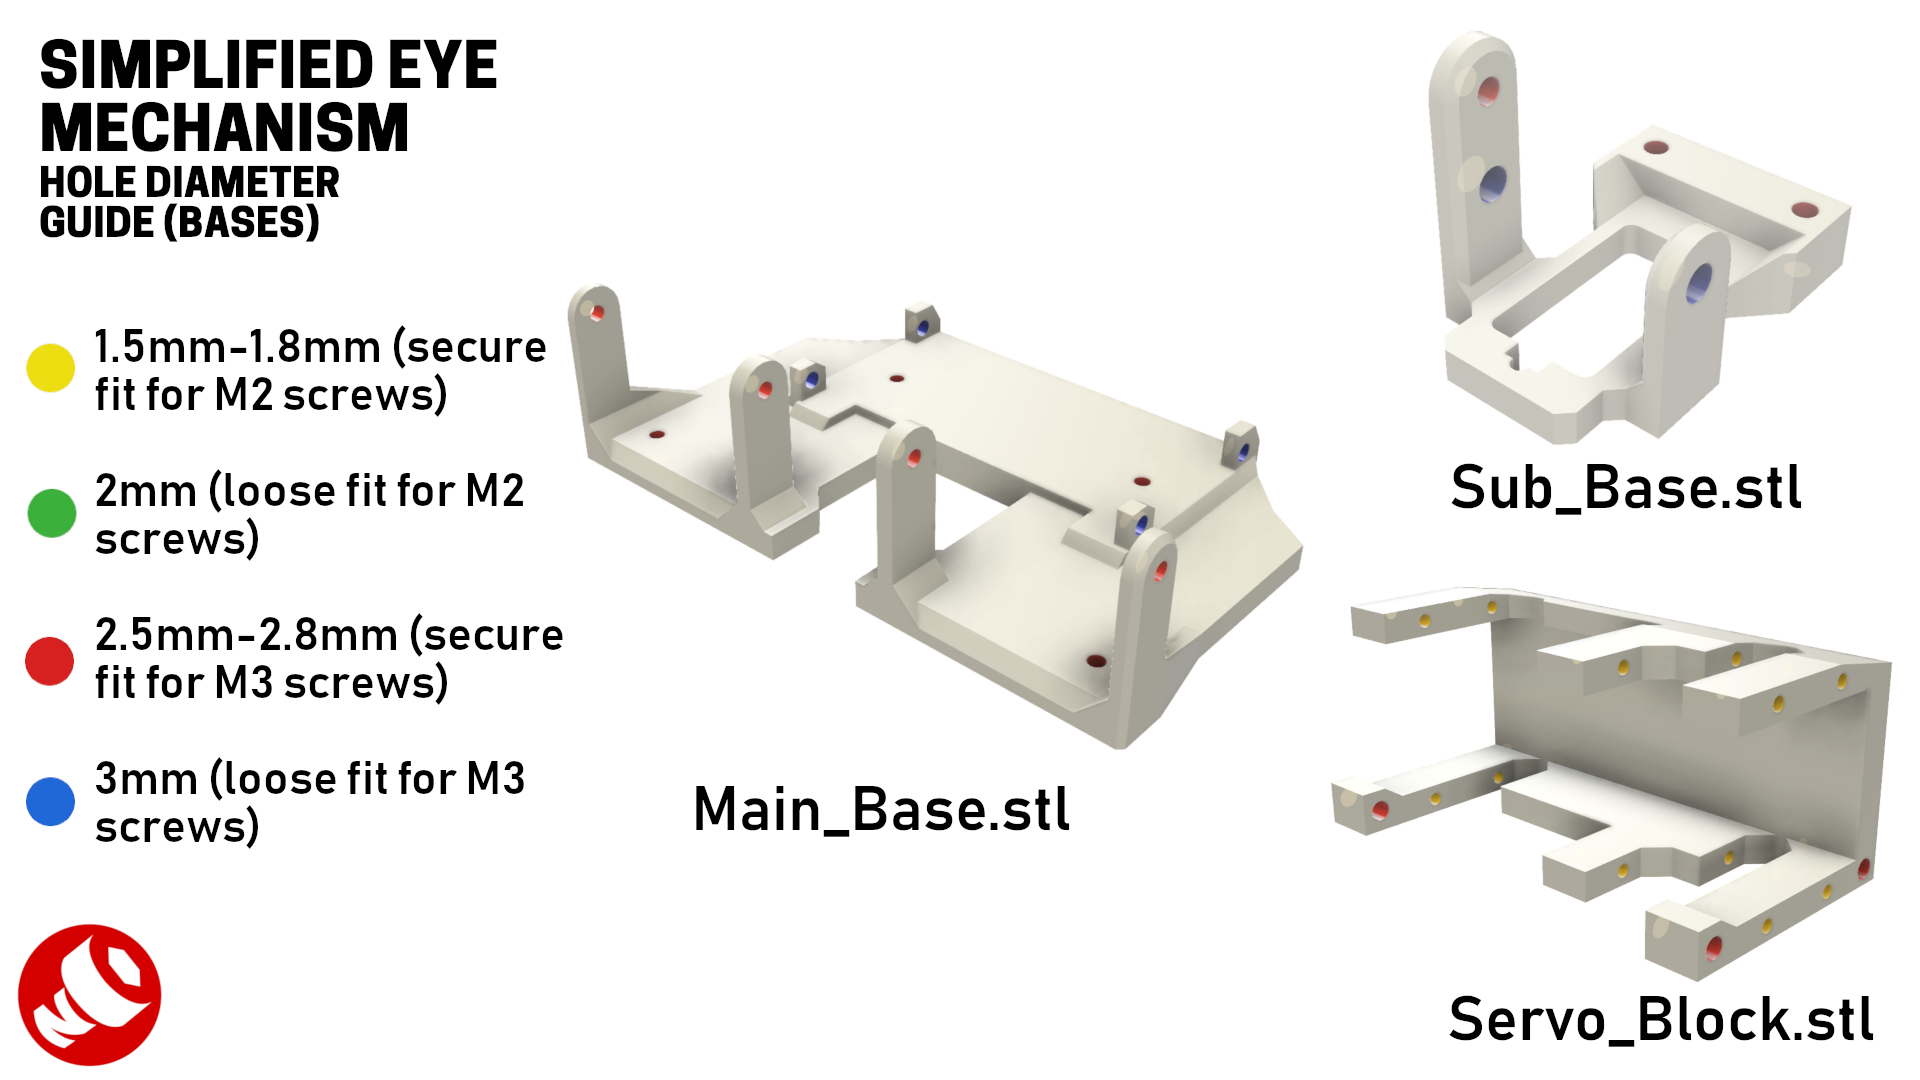 SIMPLIFIED EYE
MECHANISM
HOLE DIAMETER
GUIDE (BASES)
1.5mm-1.8mm (secure
fit for M2 screws)
2mm (loose fit for M2
screws)
2.5mm-2.8mm (secure
fit for M3 screws)
3mm (loose fit for M3
screws)
Main_Base.stl
Sub_Base.stl
Servo_Block.stl